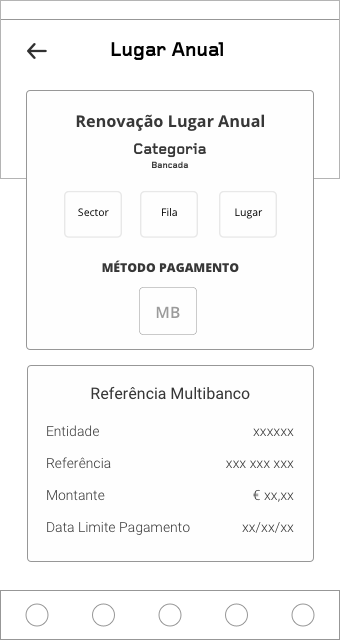 Lugar Anual
Renovação Lugar Anual
Categoria
Bancada
Sector Fila Lugar
MÉTODO PAGAMENTO
MB
Referência Multibanco
Entidade xxxxxx
Referência xxx xxx xxx
Montante € xx,xx
Data Limite Pagamento xx/xx/xx